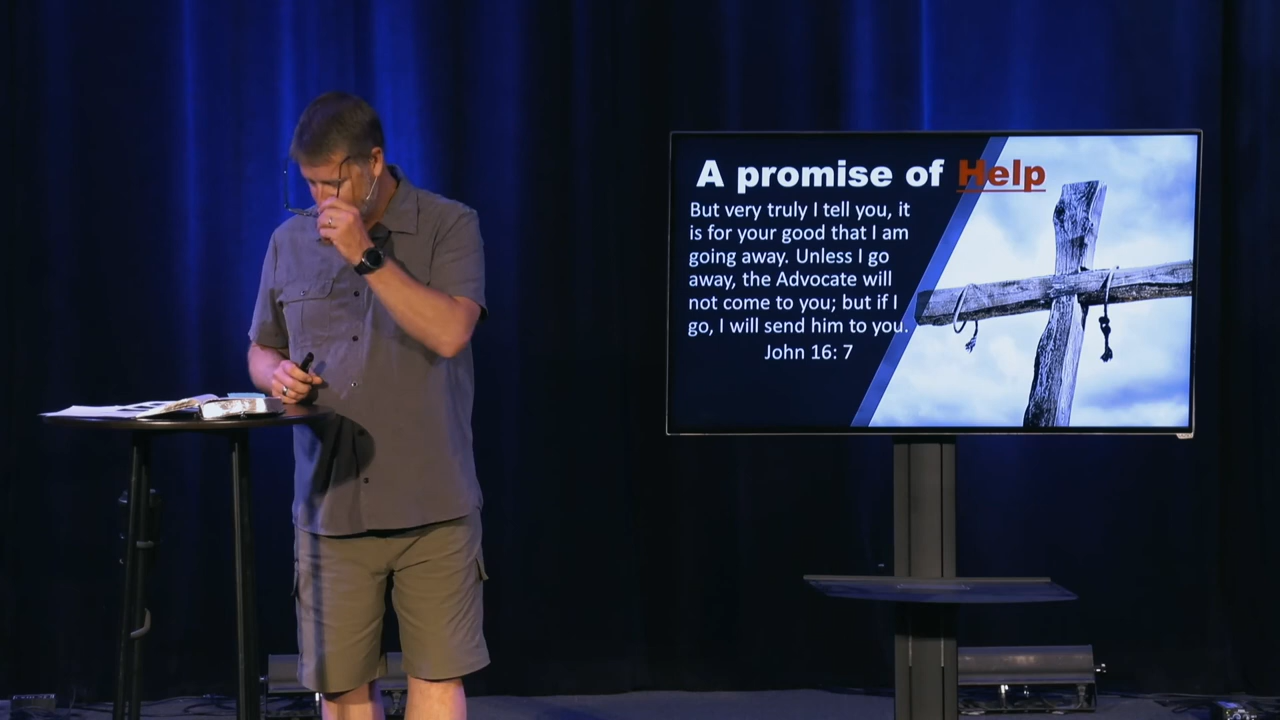 A promise of Help
But very truly I tell you, it
is for your good that I am
going away. Unless I go
away, the Advocate will
not come to you; but if I
go, I will send him to you.
John 16: 7